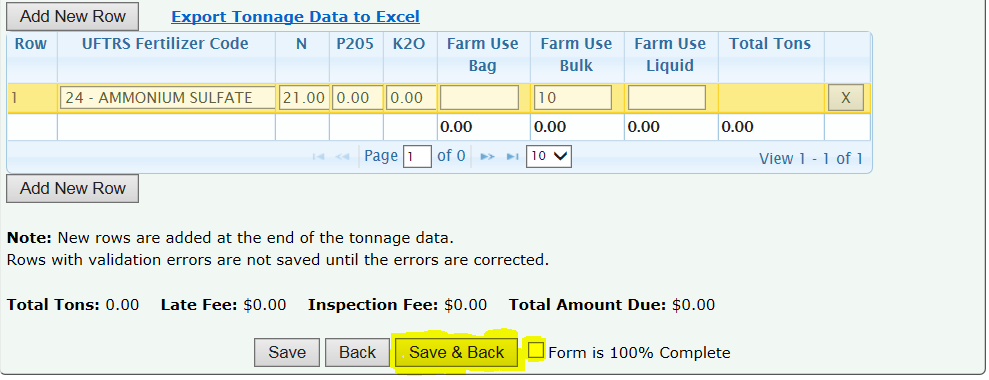 Add New Row Export Tonnage Data to Excel
Row UFTRS Fertilizer Code N P205 K2O Farm Use Bag Farm Use Bulk Farm Use Liquid Total Tons
1 24 - AMMONIUM SULFATE 21.00 0.00 0.00 10 X
0.00 0.00 0.00 0.00
Page 1 of 0 10 View 1 - 1 of 1
Add New Row
Note: New rows are added at the end of the tonnage data.
Rows with validation errors are not saved until the errors are corrected.
Total Tons: 0.00 Late Fee: $0.00 Inspection Fee: $0.00 Total Amount Due: $0.00
Save Back Save & Back Form is 100% Complete